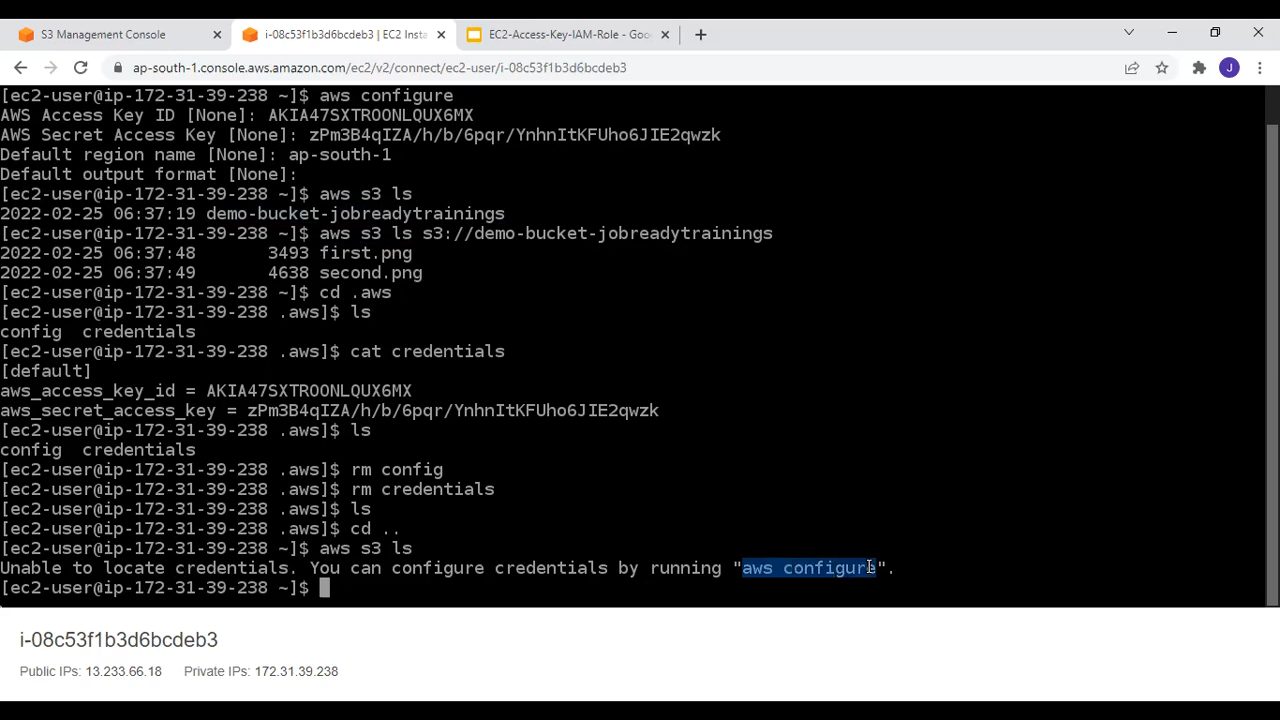 S3 Management Console
i-08c53f1b3d6bcdeb3 | EC2 Insta
EC2-Access-Key-IAM-Role - Goo
ap-south-1.console.aws.amazon.com/ec2/v2/connect/ec2-user/i-08c53f1b3d6bcdeb3
J
[ec2-user@ip-172-31-39-238 ~]$ aws configure
AWS Access Key ID [None]: AKIA47SXTROONLQUX6MX
AWS Secret Access Key [None]: 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
Default region name [None]: ap-south-1
Default output format [None]:
[ec2-user@ip-172-31-39-238 ~]$ aws s3 ls
2022-02-25 06:37:19 demo-bucket-jobreadytrainings
[ec2-user@ip-172-31-39-238 ~]$ aws s3 ls s3://demo-bucket-jobreadytrainings
2022-02-25 06:37:48       3493 first.png
2022-02-25 06:37:49       4638 second.png
[ec2-user@ip-172-31-39-238 ~]$ cd .aws
[ec2-user@ip-172-31-39-238 .aws]$ ls
config  credentials
[ec2-user@ip-172-31-39-238 .aws]$ cat credentials
[default]
aws_access_key_id = AKIA47SXTROONLQUX6MX
aws_secret_access_key = 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
[ec2-user@ip-172-31-39-238 .aws]$ ls
config  credentials
[ec2-user@ip-172-31-39-238 .aws]$ rm config
[ec2-user@ip-172-31-39-238 .aws]$ rm credentials
[ec2-user@ip-172-31-39-238 .aws]$ ls
[ec2-user@ip-172-31-39-238 .aws]$ cd ..
[ec2-user@ip-172-31-39-238 ~]$ aws s3 ls
Unable to locate credentials. You can configure credentials by running "aws configure".
[ec2-user@ip-172-31-39-238 ~]$
i-08c53f1b3d6bcdeb3
Public IPs: 13.233.66.18 Private IPs: 172.31.39.238